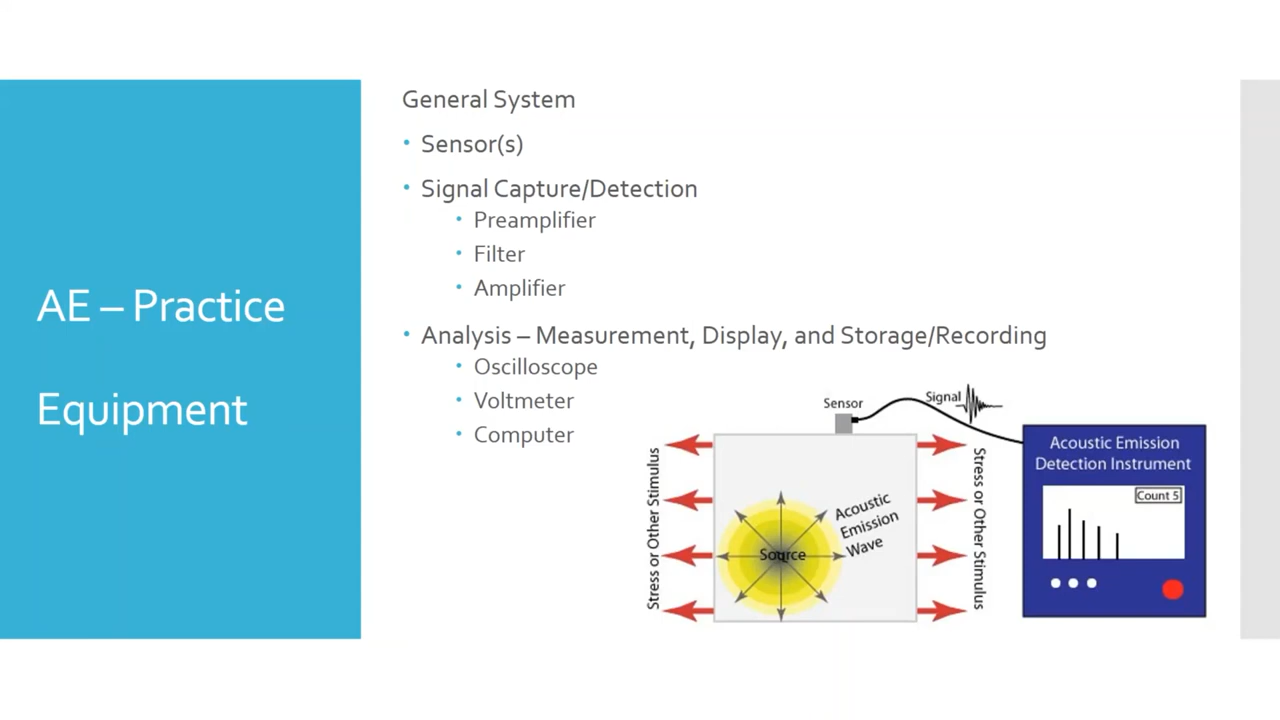 AE – Practice
Equipment
General System
• Sensor(s)
• Signal Capture/Detection
• Preamplifier
• Filter
• Amplifier
• Analysis – Measurement, Display, and Storage/Recording
• Oscilloscope
• Voltmeter
• Computer
Sensor
Signal
Stress or Other Stimulus
Source
Acoustic
Emission
Wave
Stress or Other Stimulus
Acoustic Emission
Detection Instrument
Count 5